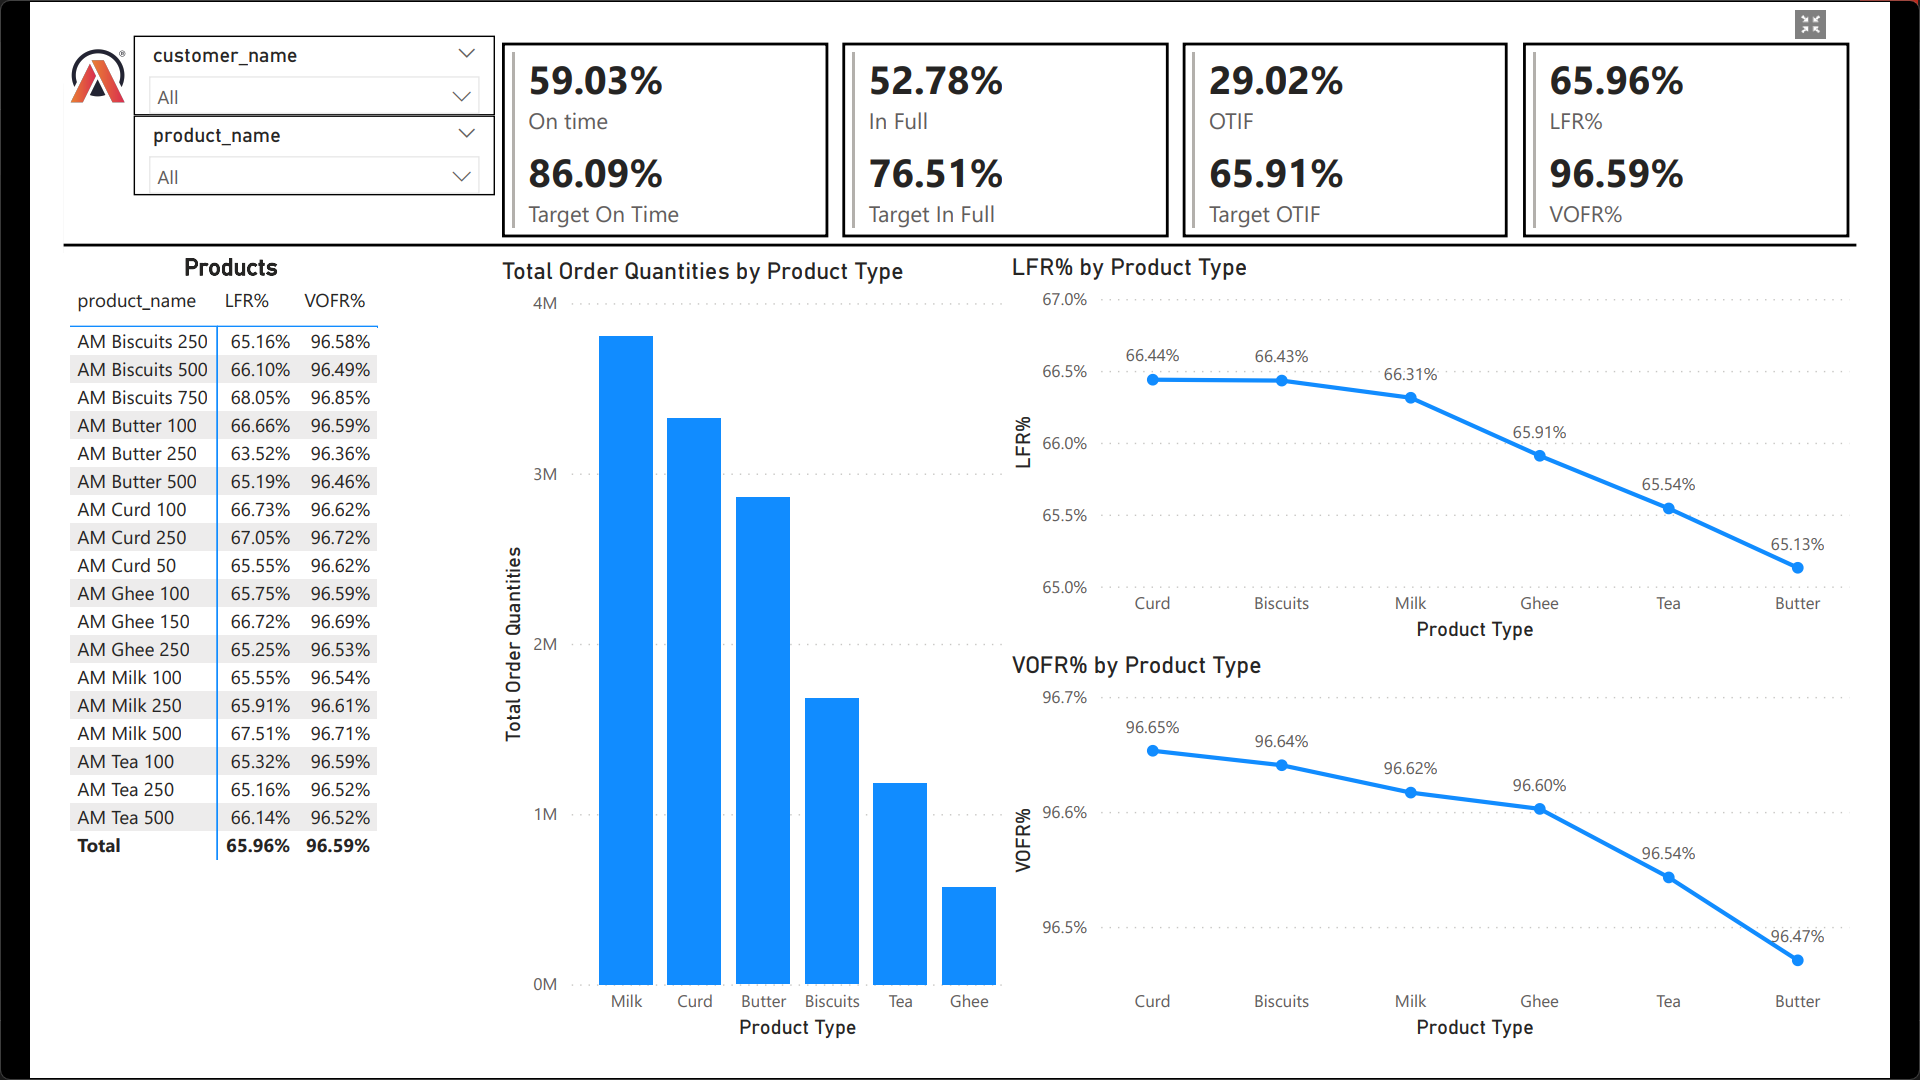 customer_name
All
product_name
All
59.03%
On time
86.09%
Target On Time
52.78%
In Full
76.51%
Target In Full
29.02%
OTIF
65.91%
Target OTIF
65.96%
LFR%
96.59%
VOFR%
Products
product_name LFR% VOFR%
AM Biscuits 250 65.16% 96.58%
AM Biscuits 500 66.10% 96.49%
AM Biscuits 750 68.05% 96.85%
AM Butter 100 66.66% 96.59%
AM Butter 250 63.52% 96.36%
AM Butter 500 65.19% 96.46%
AM Curd 100 66.73% 96.62%
AM Curd 250 67.05% 96.72%
AM Curd 50 65.55% 96.62%
AM Ghee 100 65.75% 96.59%
AM Ghee 150 66.72% 96.69%
AM Ghee 250 65.25% 96.53%
AM Milk 100 65.55% 96.54%
AM Milk 250 65.91% 96.61%
AM Milk 500 67.51% 96.71%
AM Tea 100 65.32% 96.59%
AM Tea 250 65.16% 96.52%
AM Tea 500 66.14% 96.52%
Total 65.96% 96.59%
Total Order Quantities by Product Type
Total Order Quantities
4M
3M
2M
1M
0M
Milk Curd Butter Biscuits Tea Ghee
Product Type
LFR% by Product Type
LFR%
67.0%
66.5%
66.0%
65.5%
65.0%
66.44% 66.43% 66.31% 65.91% 65.54% 65.13%
Curd Biscuits Milk Ghee Tea Butter
Product Type
VOFR% by Product Type
VOFR%
96.7%
96.6%
96.5%
96.65% 96.64% 96.62% 96.60% 96.54% 96.47%
Curd Biscuits Milk Ghee Tea Butter
Product Type